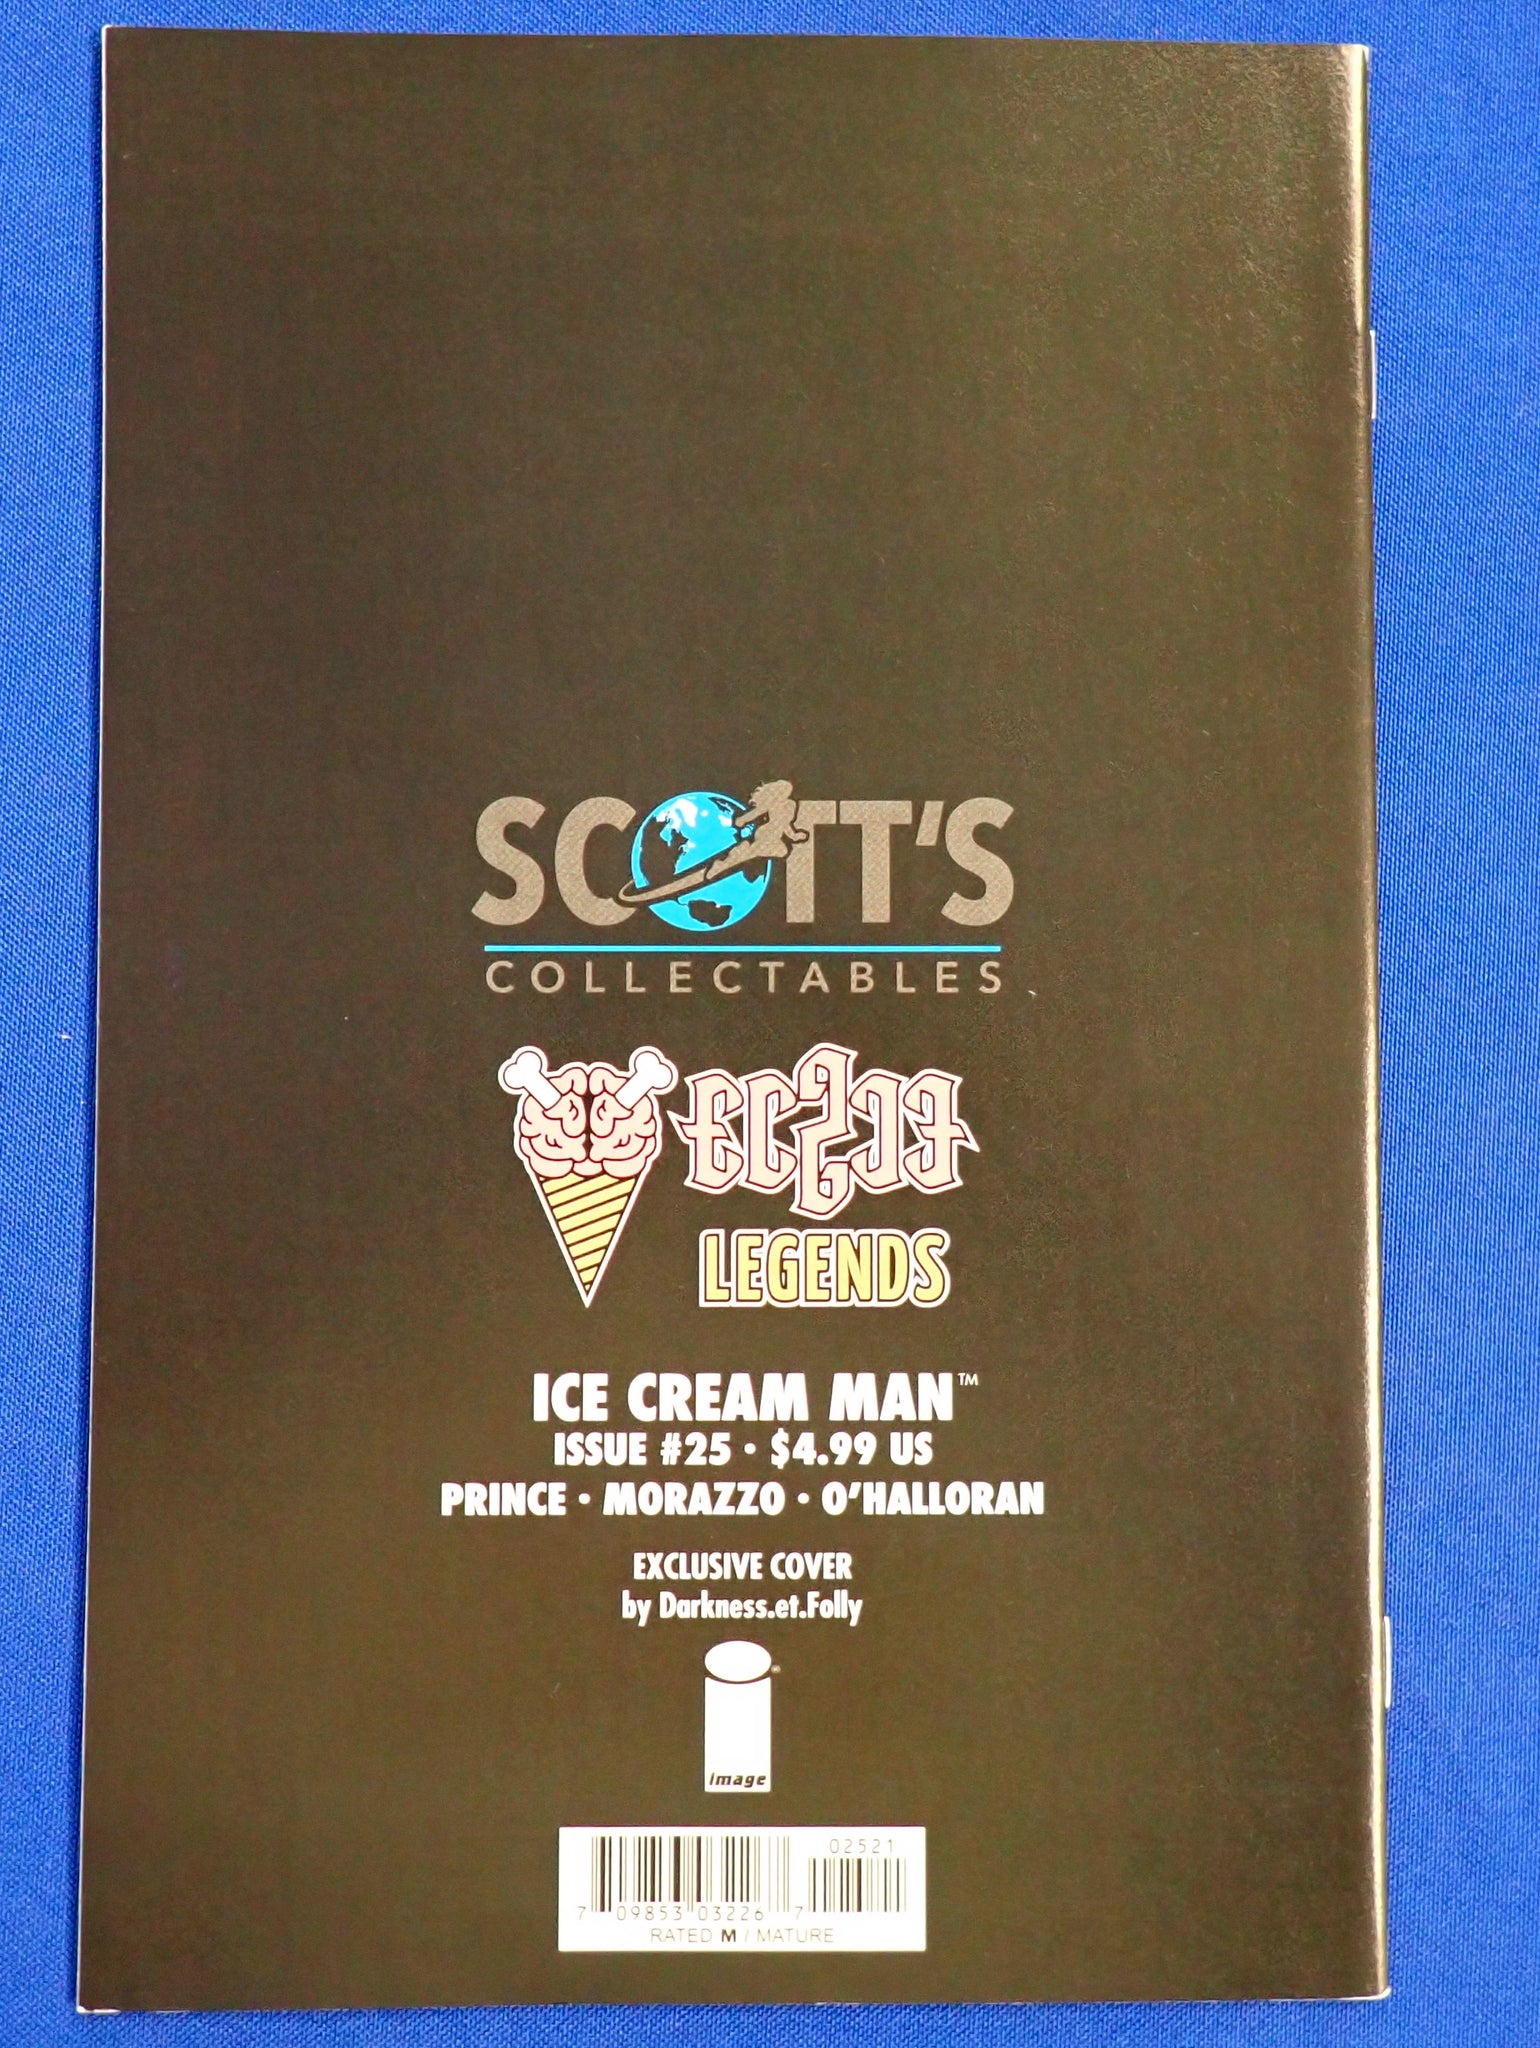 SCOTT'S
COLLECTABLES
LEGENDS
ICE CREAM MAN™
ISSUE #25 • $4.99 US
PRINCE • MORAZZO • O'HALLORAN
EXCLUSIVE COVER
by Darkness.et.Folly
image
02521
7 09853 03226 7
RATED M / MATURE